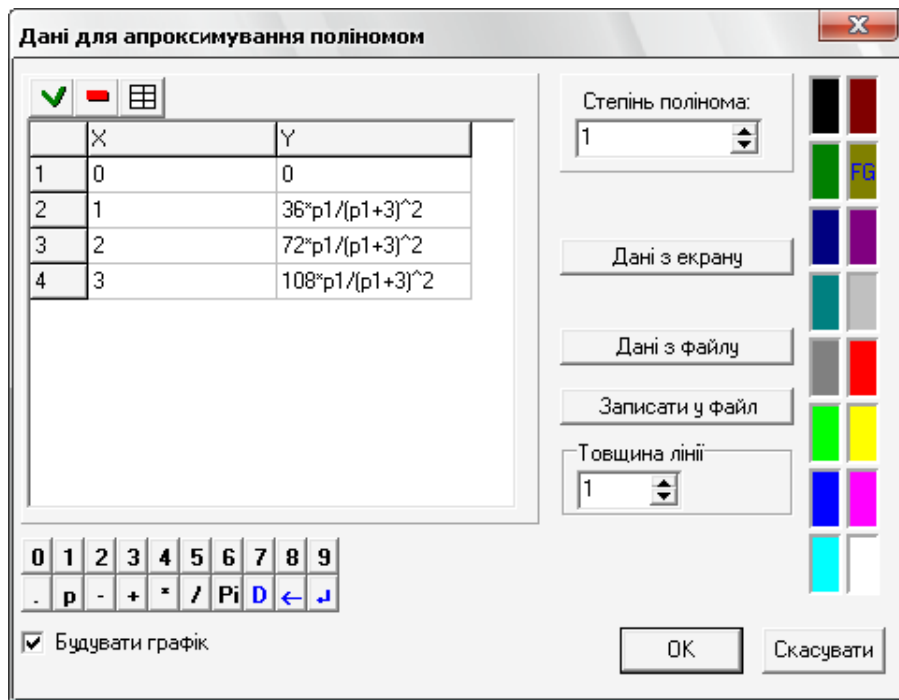 Дані для апроксимування поліномом
X
X Y
1 0 0
2 1 36*p1/(p1+3)^2
3 2 72*p1/(p1+3)^2
4 3 108*p1/(p1+3)^2
Степінь полінома:
1
FG
Дані з екрану
Дані з файлу
Записати у файл
Товщина лінії
1
0 1 2 3 4 5 6 7 8 9
. p - + * / Pi D ← ↲
Будувати графік
OK
Скасувати